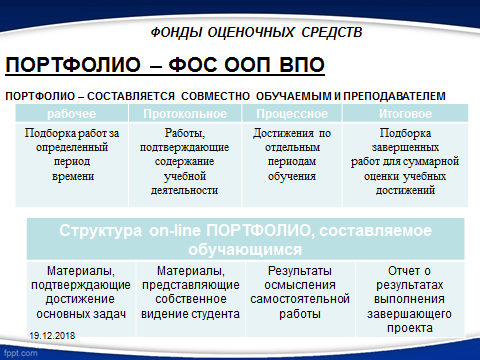 ФОНДЫ ОЦЕНОЧНЫХ СРЕДСТВ
ПОРТФОЛИО – ФОС ООП ВПО
ПОРТФОЛИО – СОСТАВЛЯЕТСЯ СОВМЕСТНО ОБУЧАЕМЫМ И ПРЕПОДАВАТЕЛЕМ
рабочее
Подборка работ за
определенный
период
времени
Протокольное
Работы,
подтверждающие
содержание
учебной
деятельности
Процессное
Достижения по
отдельным
периодам
обучения
Итоговое
Подборка
завершенных
работ для суммарной
оценки учебных
достижений
Структура on-line ПОРТФОЛИО, составляемое
обучающимся
Материалы,
подтверждающие
достижение
основных задач
Материалы,
представляющие
собственное
видение студента
Результаты
осмысления
самостоятельной
работы
Отчет о
результатах
выполнения
завершающего
проекта
19.12.2018
fppt.com